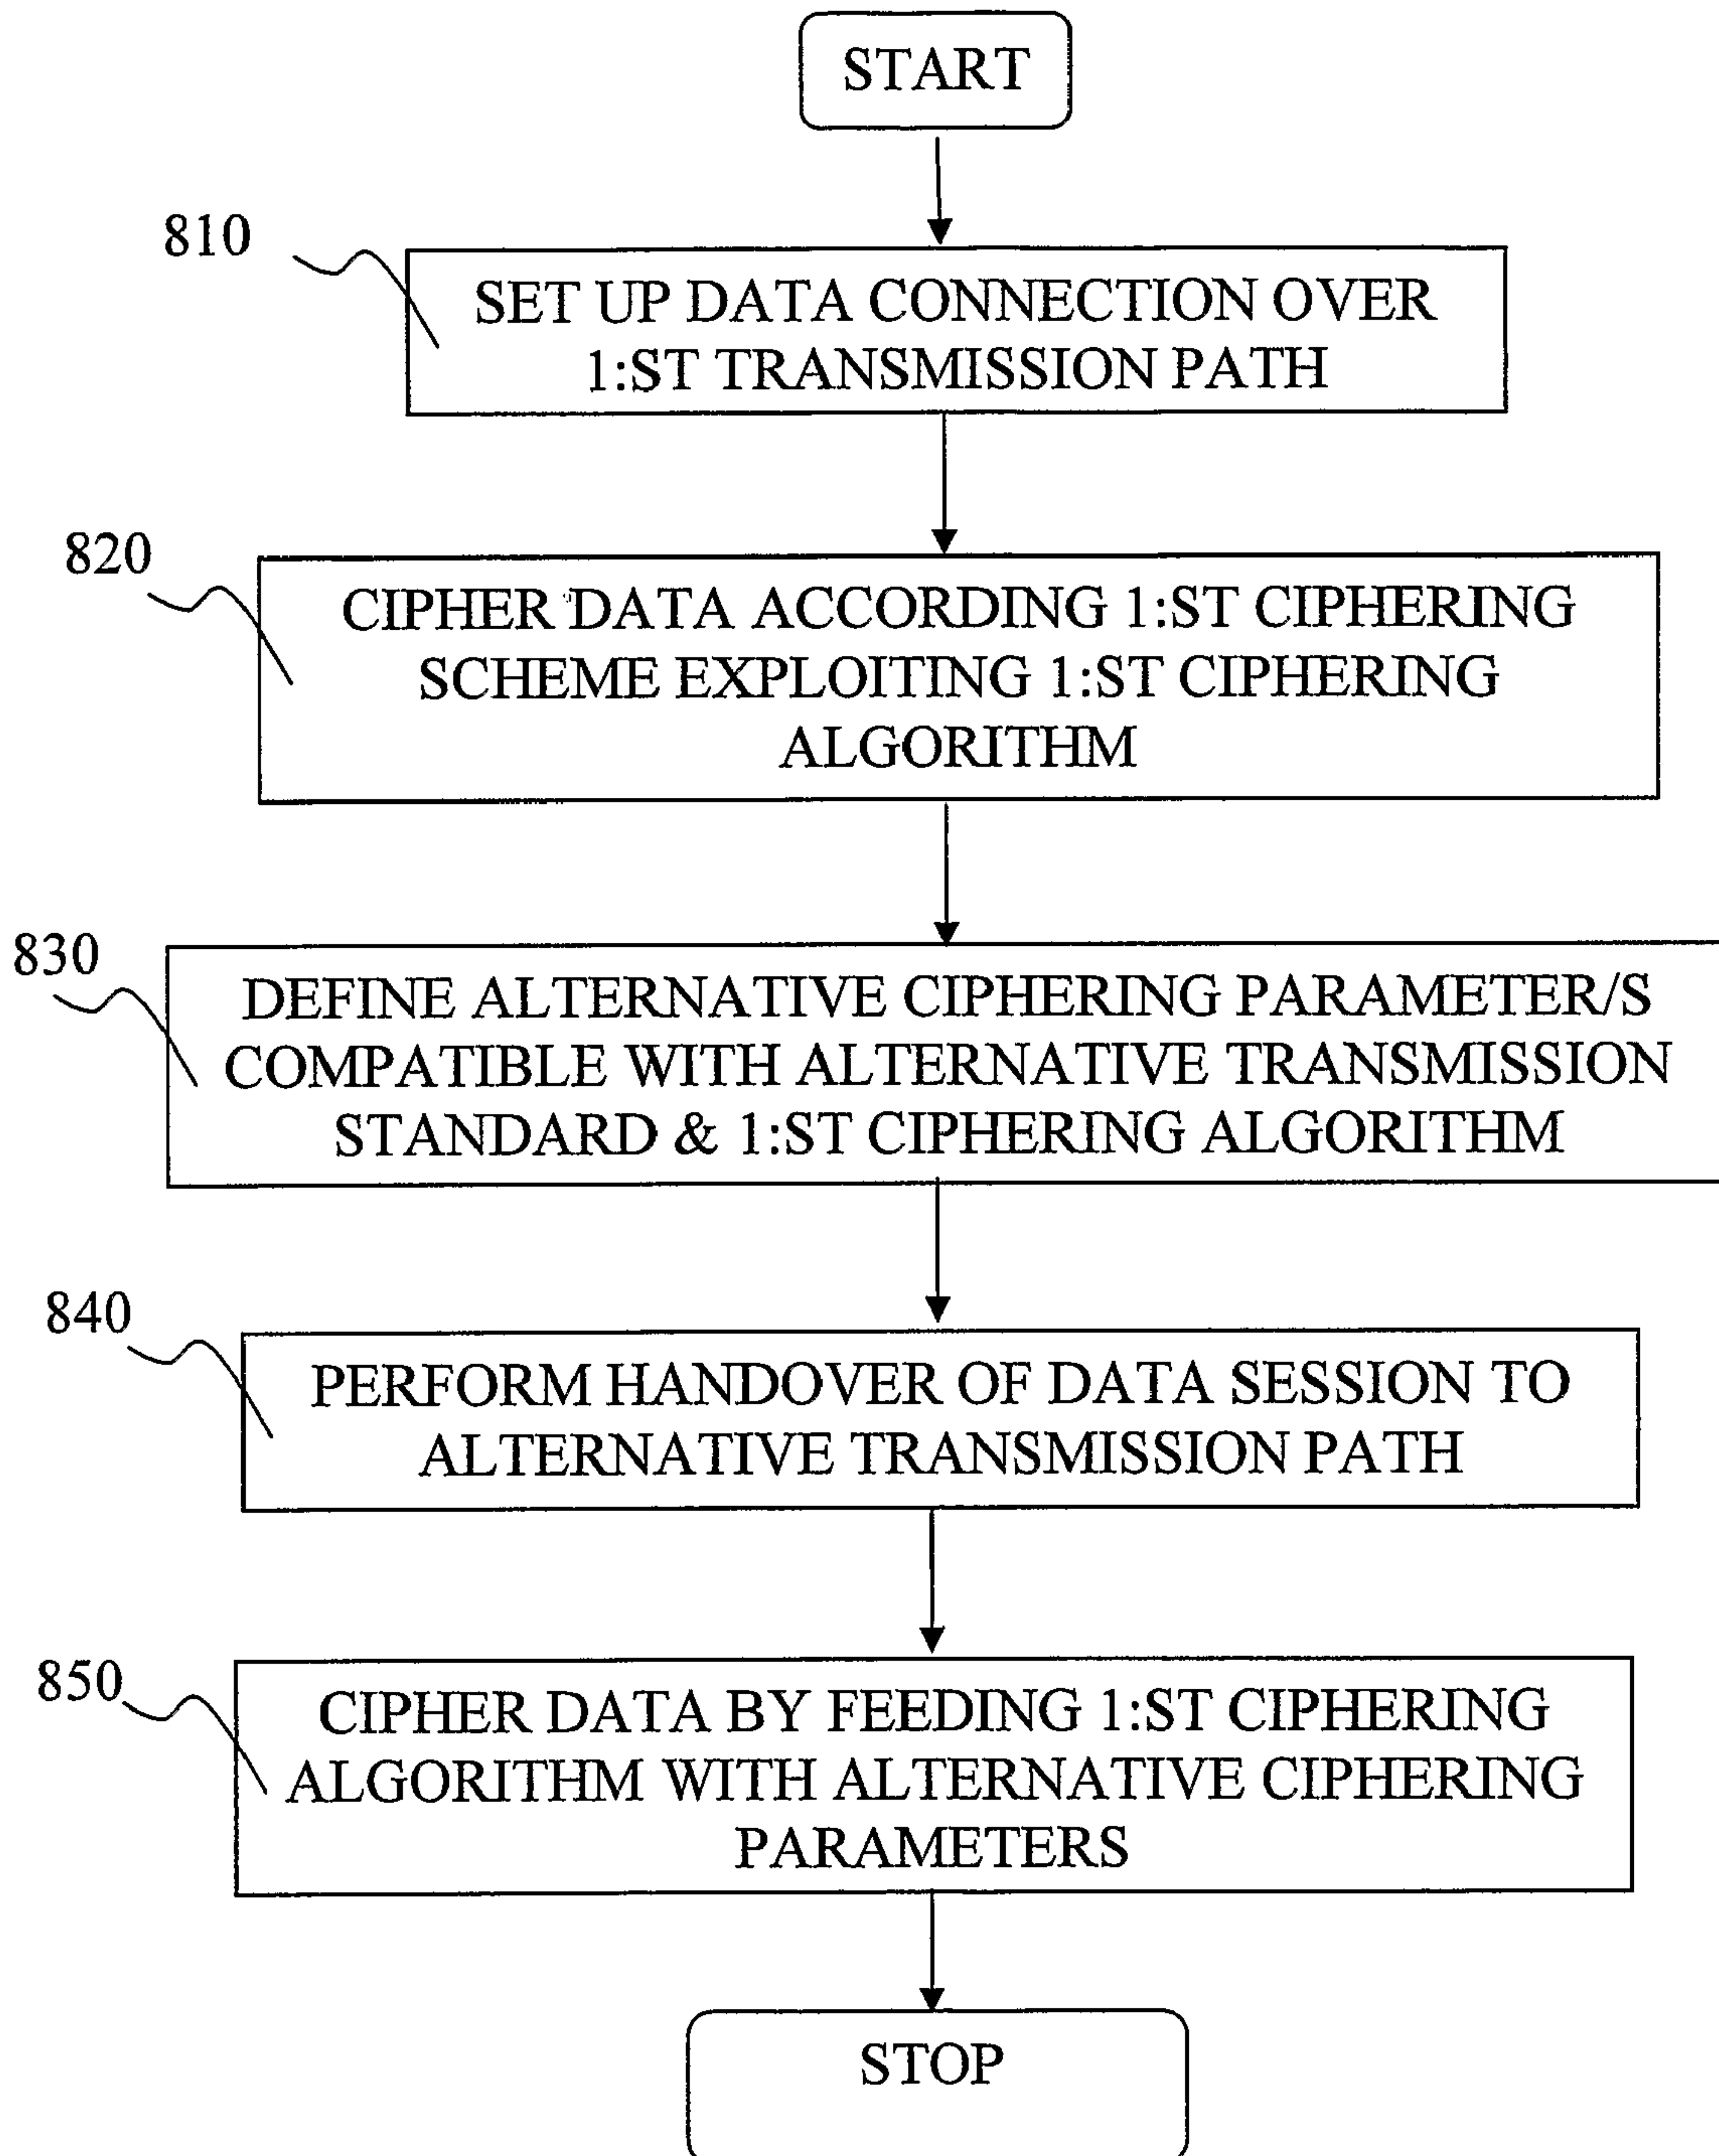 START
810
SET UP DATA CONNECTION OVER
1:ST TRANSMISSION PATH
820
CIPHER DATA ACCORDING 1:ST CIPHERING
SCHEME EXPLOITING 1:ST CIPHERING
ALGORITHM
830
DEFINE ALTERNATIVE CIPHERING PARAMETER/S
COMPATIBLE WITH ALTERNATIVE TRANSMISSION
STANDARD & 1:ST CIPHERING ALGORITHM
840
PERFORM HANDOVER OF DATA SESSION TO
ALTERNATIVE TRANSMISSION PATH
850
CIPHER DATA BY FEEDING 1:ST CIPHERING
ALGORITHM WITH ALTERNATIVE CIPHERING
PARAMETERS
STOP